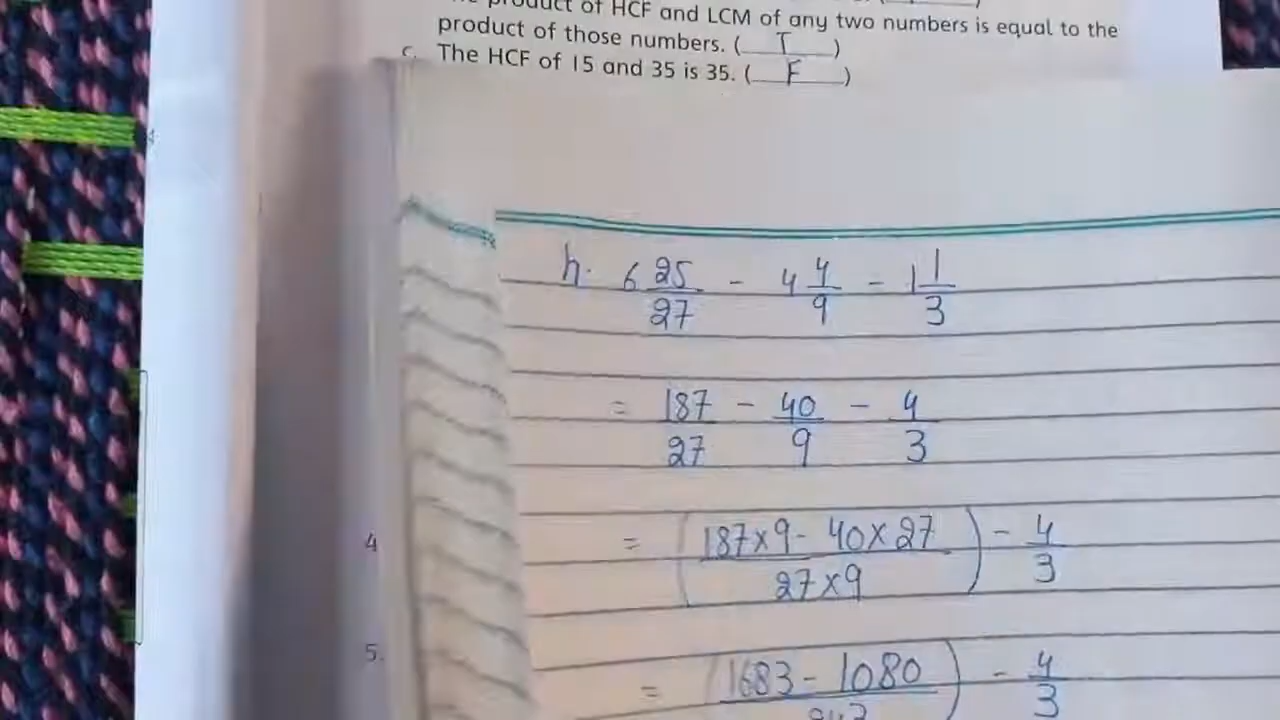 product of HCF and LCM of any two numbers is equal to the
product of those numbers. ( T )
c. The HCF of 15 and 35 is 35. ( F )
h. 6 25/27 - 4 4/9 - 1 1/3
= 187/27 - 40/9 - 4/3
4
= (187×9 - 40×27 / 27×9) - 4/3
5.
= (1683 - 1080 / 243) - 4/3